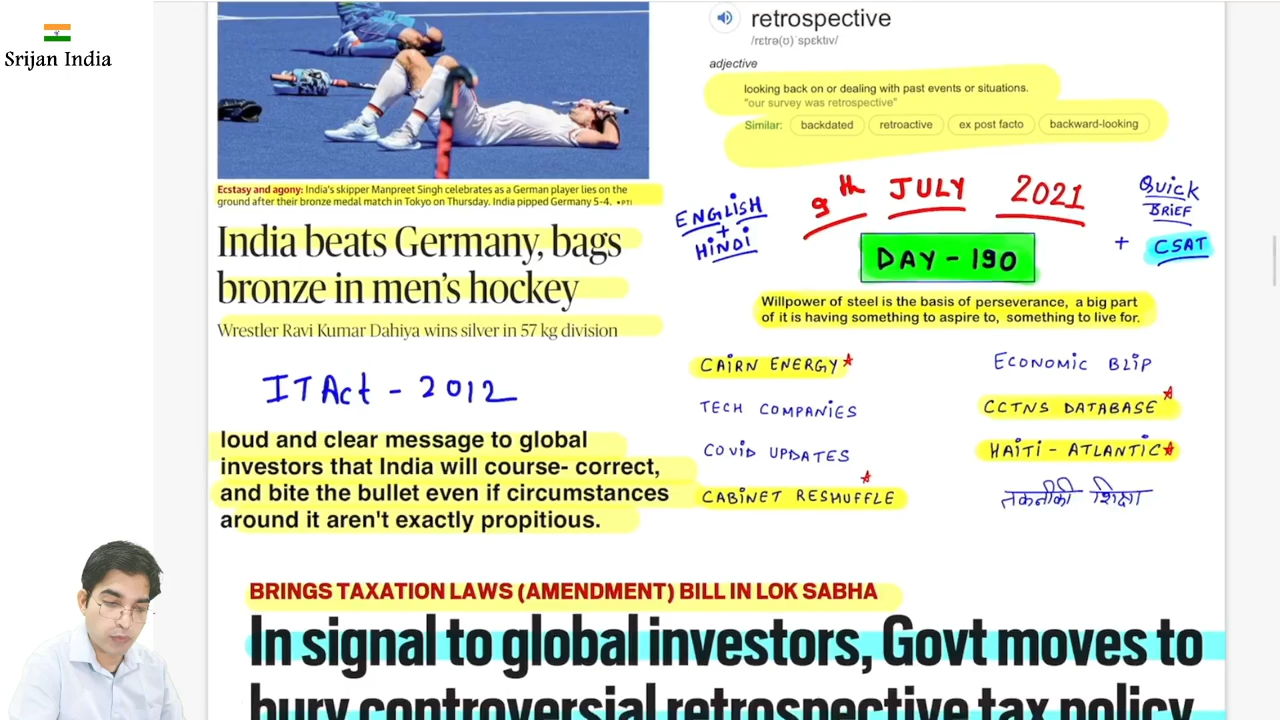 Srijan India
retrospective
/rɛtrə(ʊ)ˈspɛktɪv/
adjective
looking back on or dealing with past events or situations.
"our survey was retrospective"
Similar: backdated retroactive ex post facto backward-looking
Ecstasy and agony: India's skipper Manpreet Singh celebrates as a German player lies on the
ground after their bronze medal match in Tokyo on Thursday. India pipped Germany 5-4. •PTI
India beats Germany, bags
bronze in men's hockey
Wrestler Ravi Kumar Dahiya wins silver in 57 kg division
ENGLISH
+
HINDI
9th JULY 2021
DAY - 190
QUICK
BRIEF
+ CSAT
Willpower of steel is the basis of perseverance, a big part
of it is having something to aspire to, something to live for.
CAIRN ENERGY
ECONOMIC BLIP
TECH COMPANIES
CCTNS DATABASE
COVID UPDATES
HAITI - ATLANTIC
CABINET RESHUFFLE
तकनीकी शिक्षा
IT Act - 2012
loud and clear message to global
investors that India will course- correct,
and bite the bullet even if circumstances
around it aren't exactly propitious.
BRINGS TAXATION LAWS (AMENDMENT) BILL IN LOK SABHA
In signal to global investors, Govt moves to
bury controversial retrospective tax policy